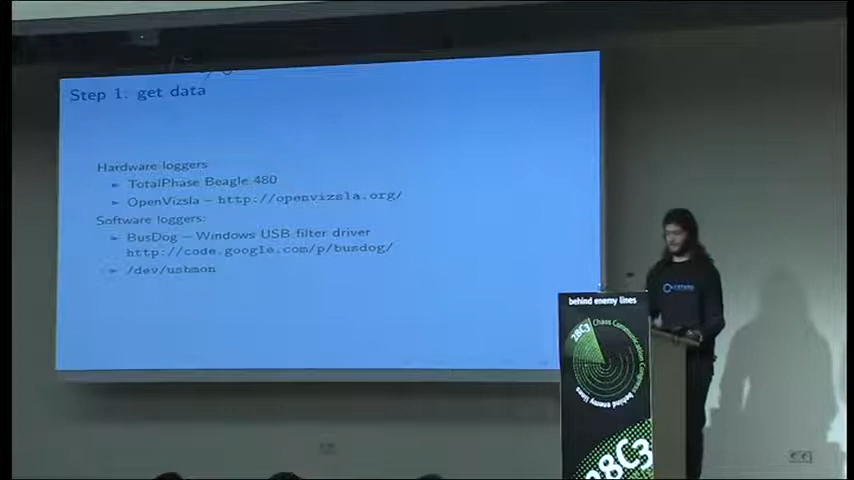 Step 1: get data
Hardware loggers
► TotalPhase Beagle 480
► OpenVizsla – http://openvizsla.org/
Software loggers:
► BusDog – Windows USB filter driver
http://code.google.com/p/busdog/
► /dev/usbmon
behind enemy lines
28C3 Chaos Communication Congress behind enemy lines
28C3